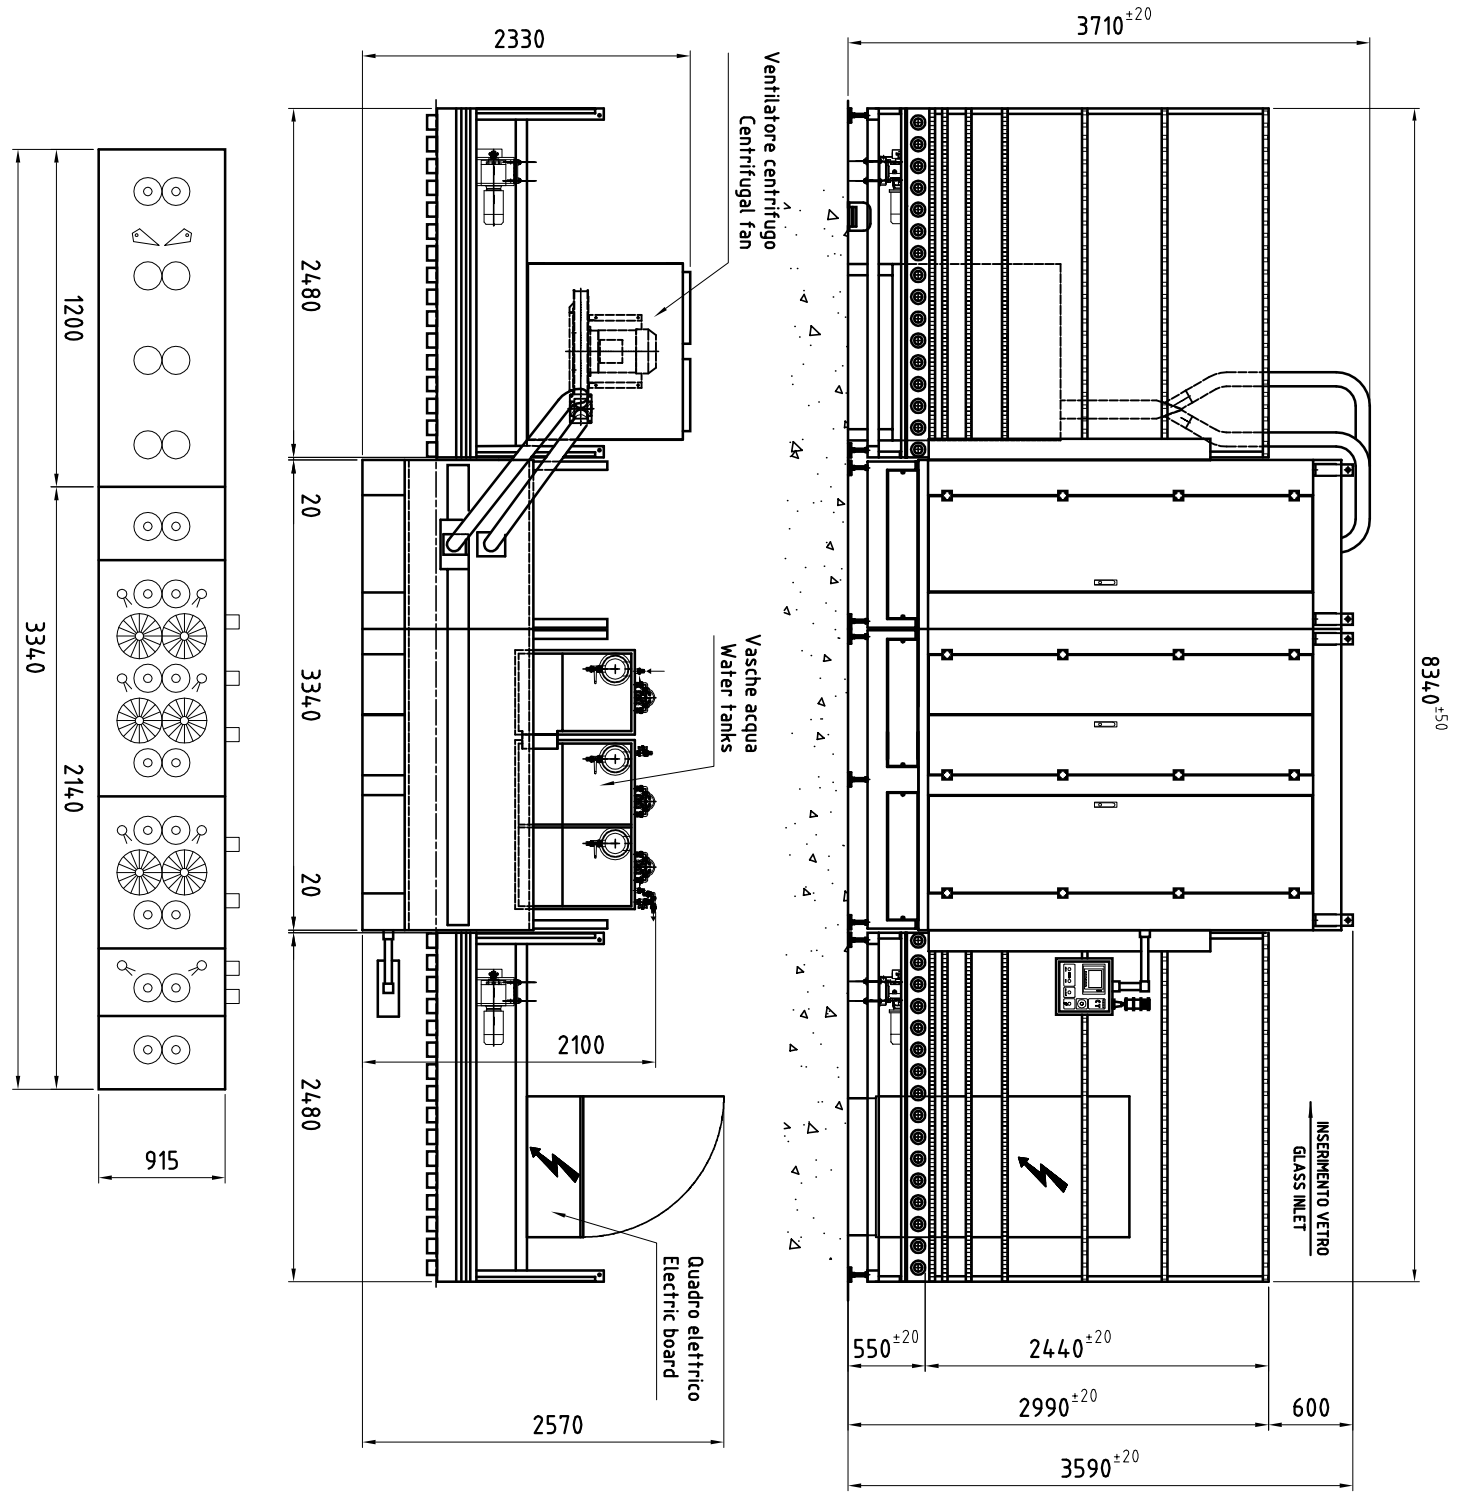 3710±20
2330
Ventilatore centrifugo
Centrifugal fan
2480
1200
20
3340
3340
8340±50
Vasche acqua
Water tanks
2140
20
2100
2480
INSERIMENTO VETRO
GLASS INLET
915
Quadro elettrico
Electric board
550±20
2440±20
2990±20
600
2570
3590±20